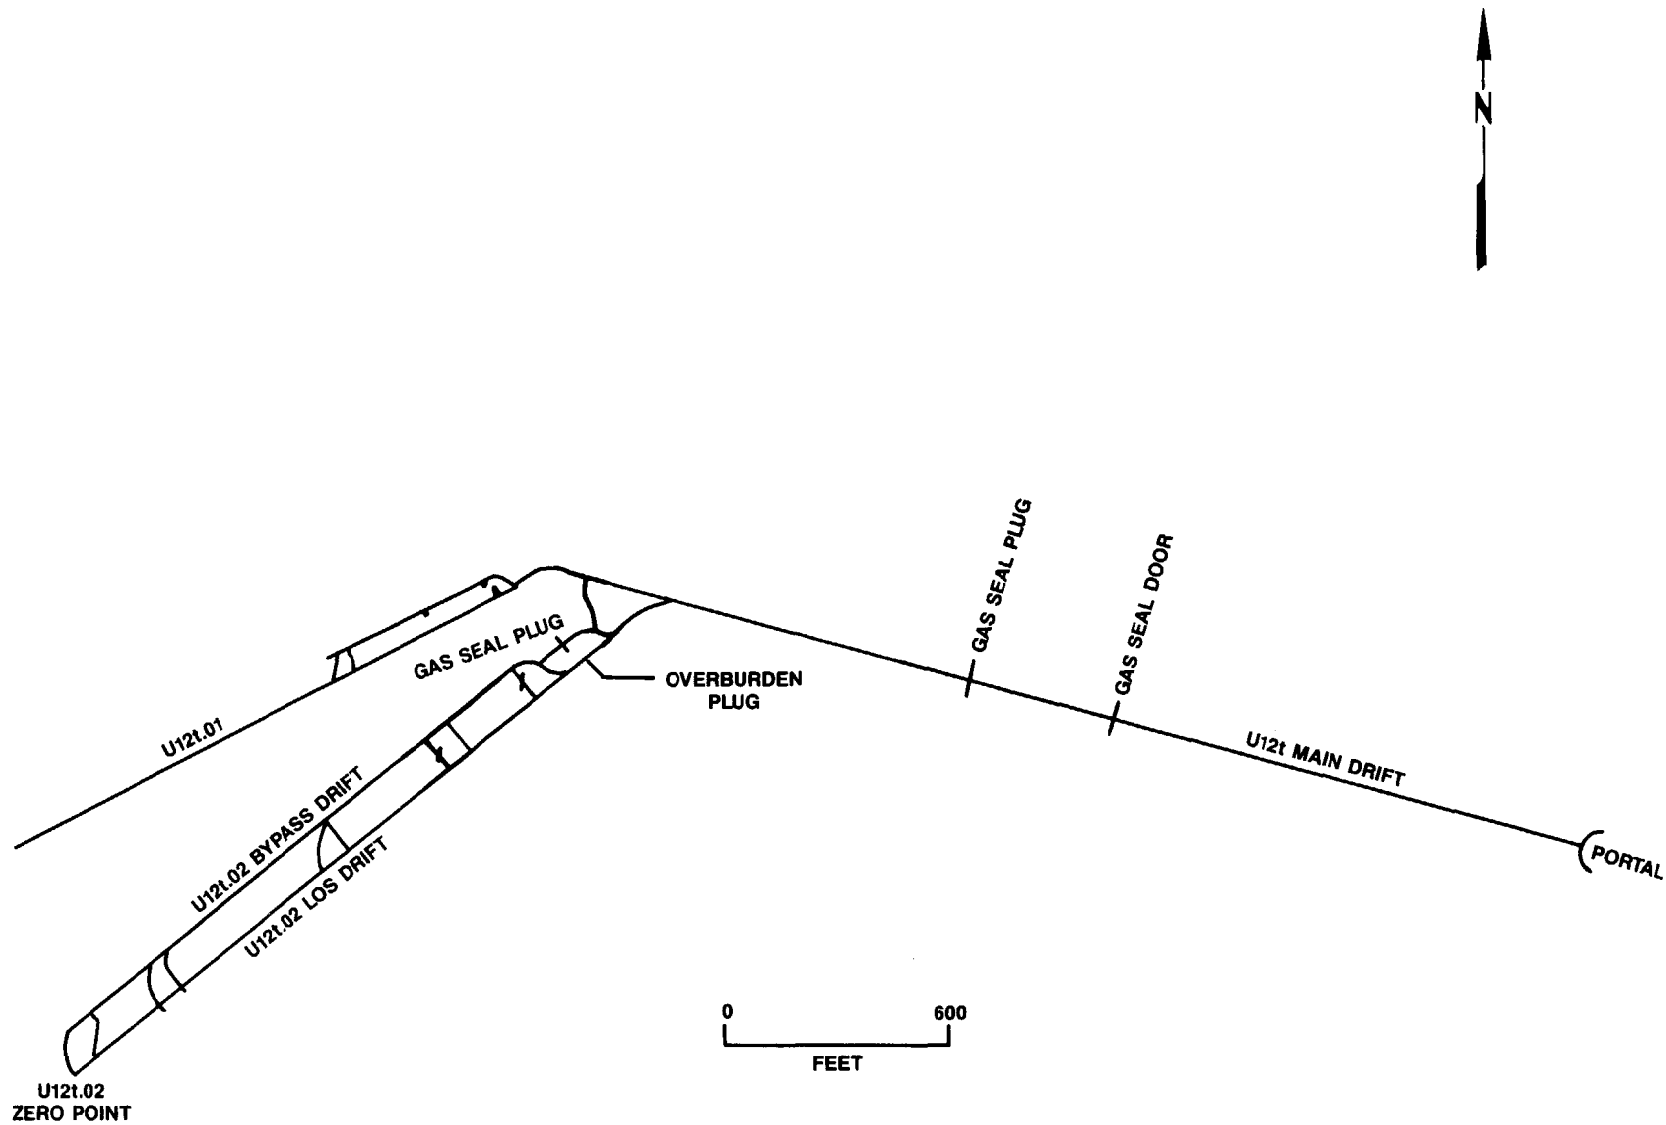 N
GAS SEAL PLUG
GAS SEAL DOOR
GAS SEAL PLUG
OVERBURDEN
PLUG
U12t.01
U12t MAIN DRIFT
U12t.02 BYPASS DRIFT
PORTAL
U12t.02 LOS DRIFT
0 600
FEET
U12t.02
ZERO POINT